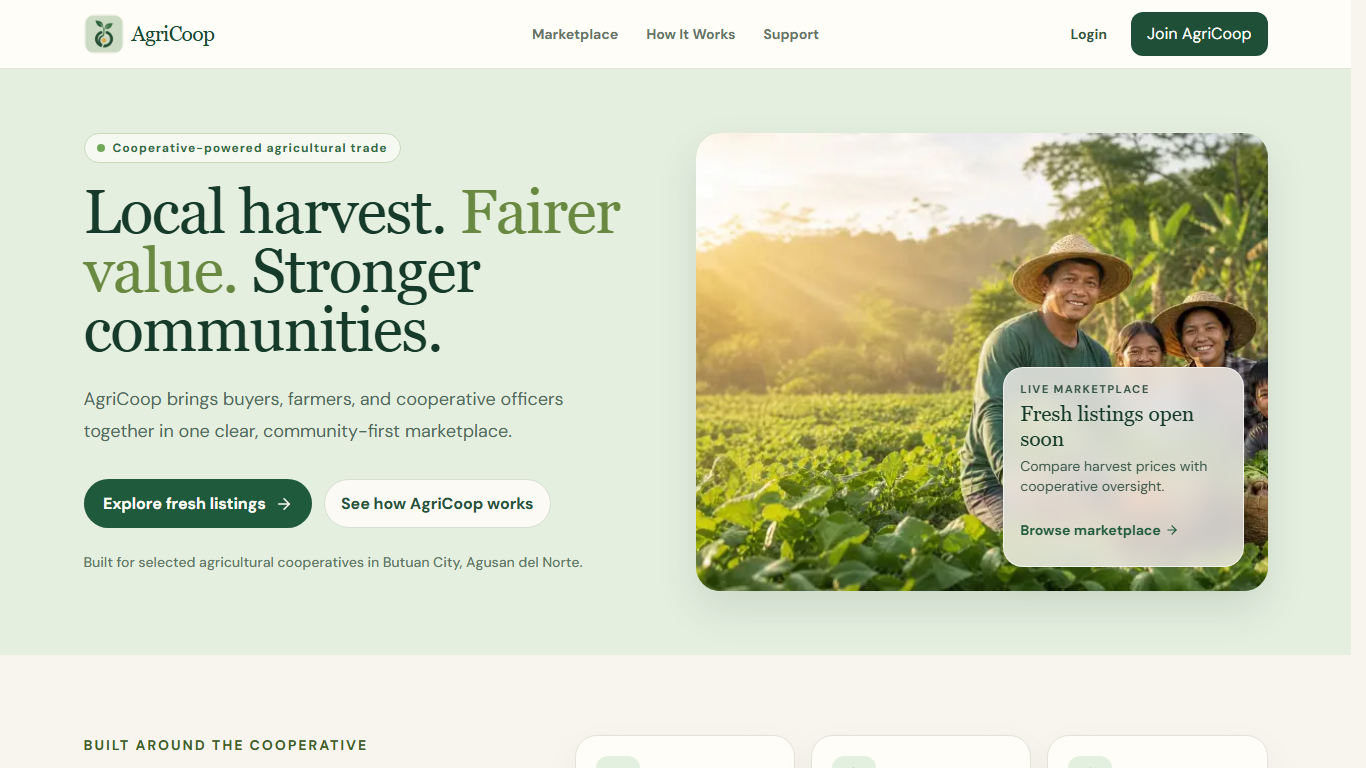 AgriCoop
Marketplace
How It Works
Support
Login
Join AgriCoop
Cooperative-powered agricultural trade
Local harvest. Fairer
value. Stronger
communities.
AgriCoop brings buyers, farmers, and cooperative officers
together in one clear, community-first marketplace.
Explore fresh listings →
See how AgriCoop works
Built for selected agricultural cooperatives in Butuan City, Agusan del Norte.
LIVE MARKETPLACE
Fresh listings open
soon
Compare harvest prices with
cooperative oversight.
Browse marketplace →
BUILT AROUND THE COOPERATIVE